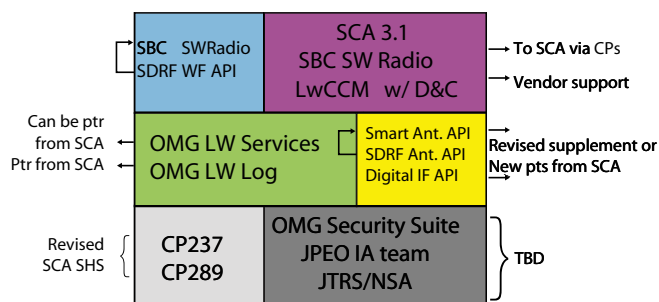 SBC SWRadio
SDRF WF API
SCA 3.1
SBC SW Radio
LwCCM w/ D&C
To SCA via CPs
Vendor support
Can be ptr
from SCA
Ptr from SCA
OMG LW Services
OMG LW Log
Smart Ant. API
SDRF Ant. API
Digital IF API
Revised supplement or
New pts from SCA
Revised
SCA SHS
CP237
CP289
OMG Security Suite
JPEO IA team
JTRS/NSA
TBD